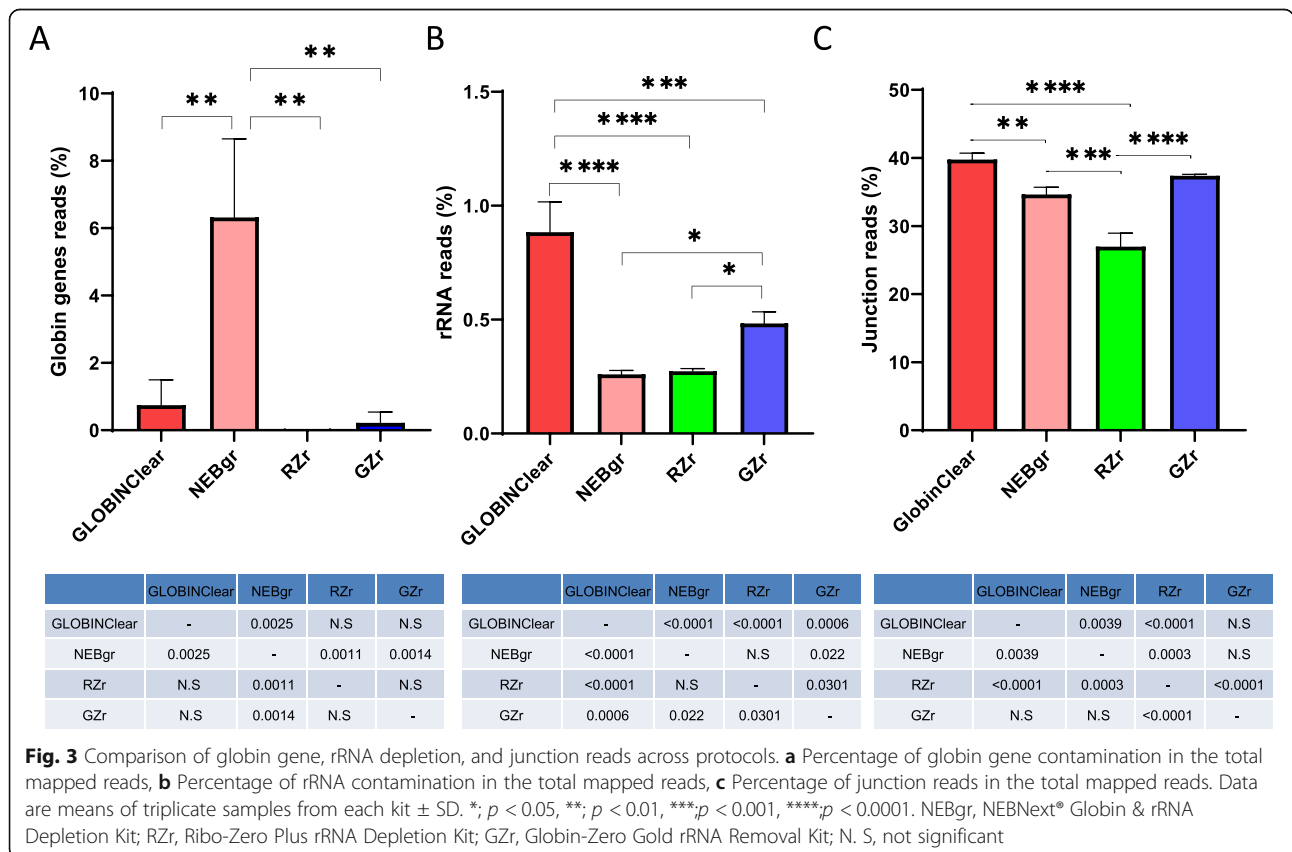 A
B
C
**
**
**
Globin genes reads (%)
10
8
6
4
2
0
GLOBINClear
NEBgr
RZr
GZr
***
****
****
*
*
rRNA reads (%)
1.5
1.0
0.5
0.0
GLOBINClear
NEBgr
RZr
GZr
****
**
****
***
Junction reads (%)
50
40
30
20
10
0
GlobinClear
NEBgr
RZr
GZr
GLOBINClear NEBgr RZr GZr
GLOBINClear - 0.0025 N.S N.S
NEBgr 0.0025 - 0.0011 0.0014
RZr N.S 0.0011 - N.S
GZr N.S 0.0014 N.S -
GLOBINClear NEBgr RZr GZr
GLOBINClear - <0.0001 <0.0001 0.0006
NEBgr <0.0001 - N.S 0.022
RZr <0.0001 N.S - 0.0301
GZr 0.0006 0.022 0.0301 -
GLOBINClear NEBgr RZr GZr
GLOBINClear - 0.0039 <0.0001 N.S
NEBgr 0.0039 - 0.0003 N.S
RZr <0.0001 0.0003 - <0.0001
GZr N.S N.S <0.0001 -
Fig. 3 Comparison of globin gene, rRNA depletion, and junction reads across protocols. a Percentage of globin gene contamination in the total
mapped reads, b Percentage of rRNA contamination in the total mapped reads, c Percentage of junction reads in the total mapped reads. Data
are means of triplicate samples from each kit ± SD. *; p < 0.05, **; p < 0.01, ***;p < 0.001, ****;p < 0.0001. NEBgr, NEBNext® Globin & rRNA
Depletion Kit; RZr, Ribo-Zero Plus rRNA Depletion Kit; GZr, Globin-Zero Gold rRNA Removal Kit; N. S, not significant